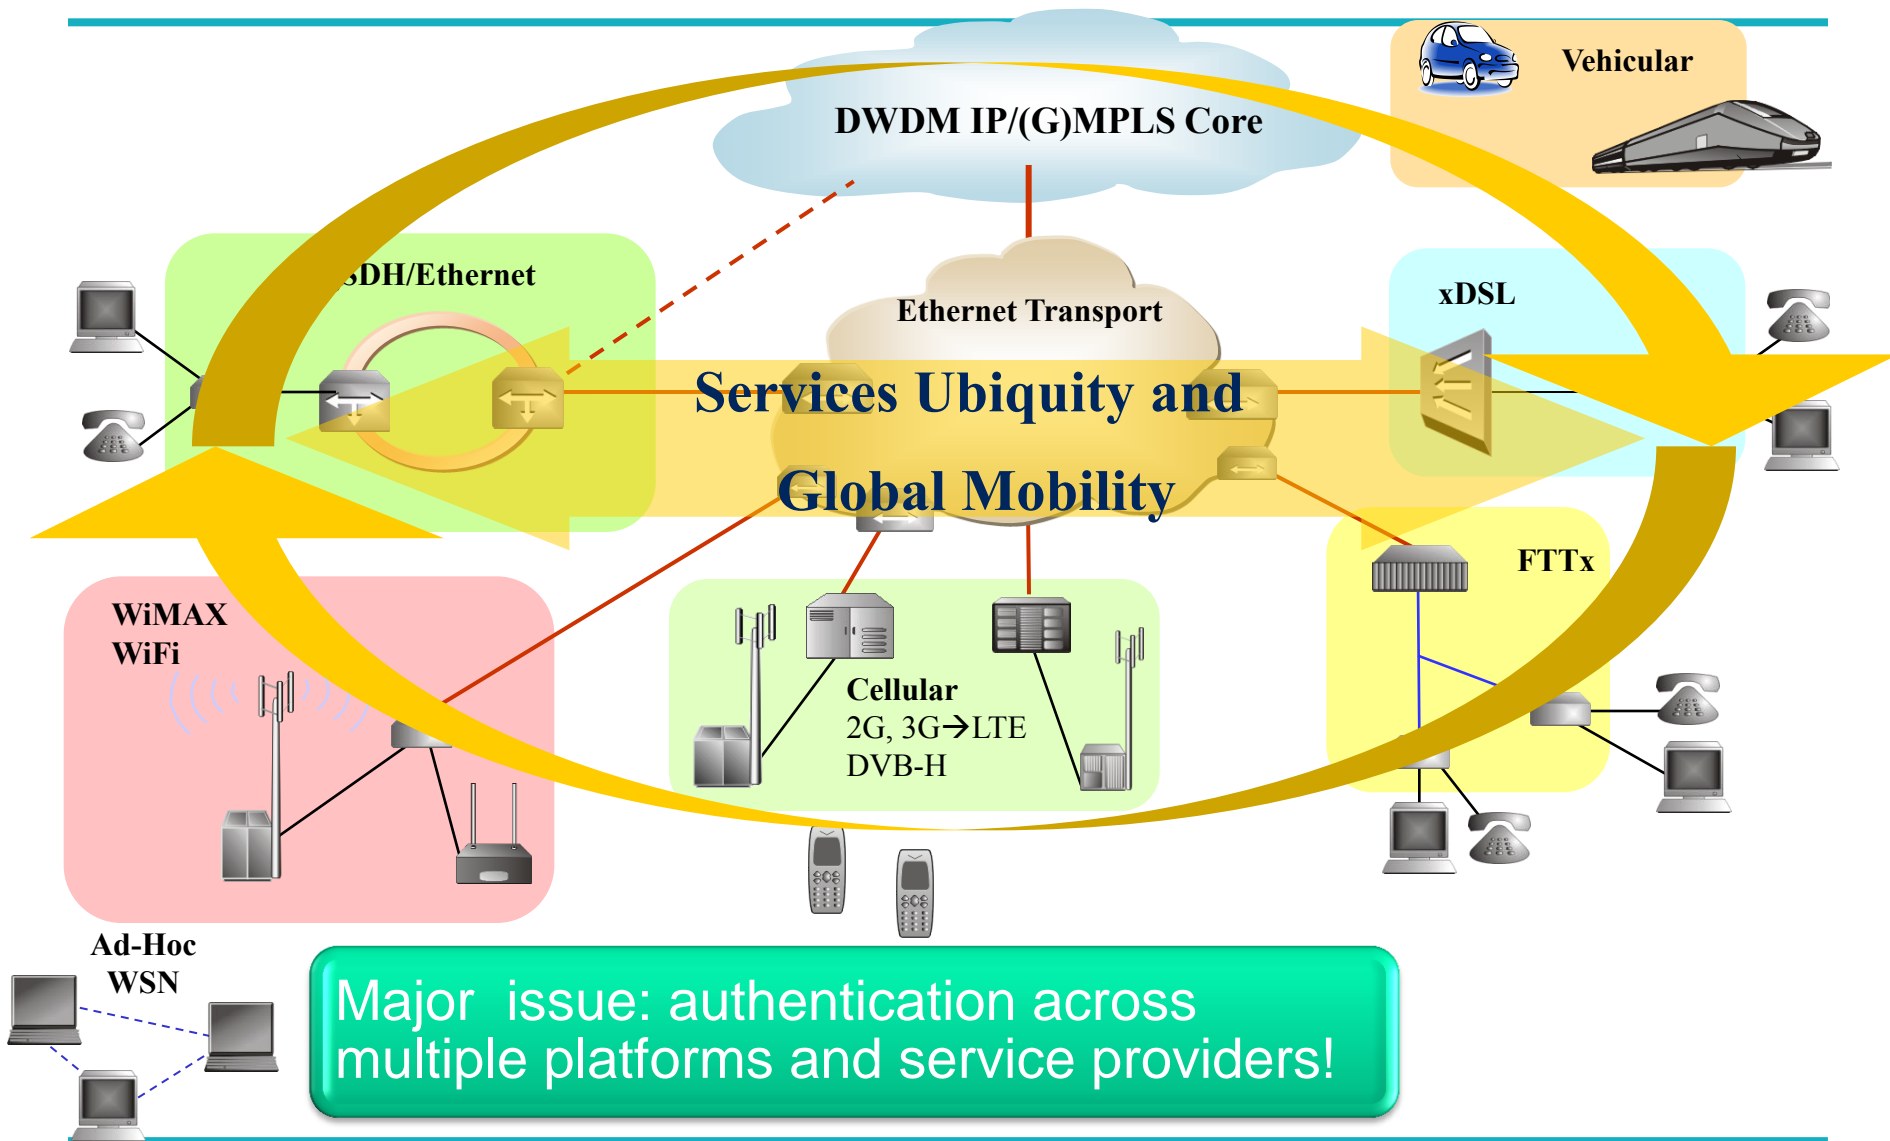 DWDM IP/(G)MPLS Core
Vehicular
SDH/Ethernet
Ethernet Transport
xDSL
Services Ubiquity and
Global Mobility
FTTx
WiMAX
WiFi
Cellular
2G, 3G→LTE
DVB-H
Ad-Hoc
WSN
Major issue: authentication across
multiple platforms and service providers!